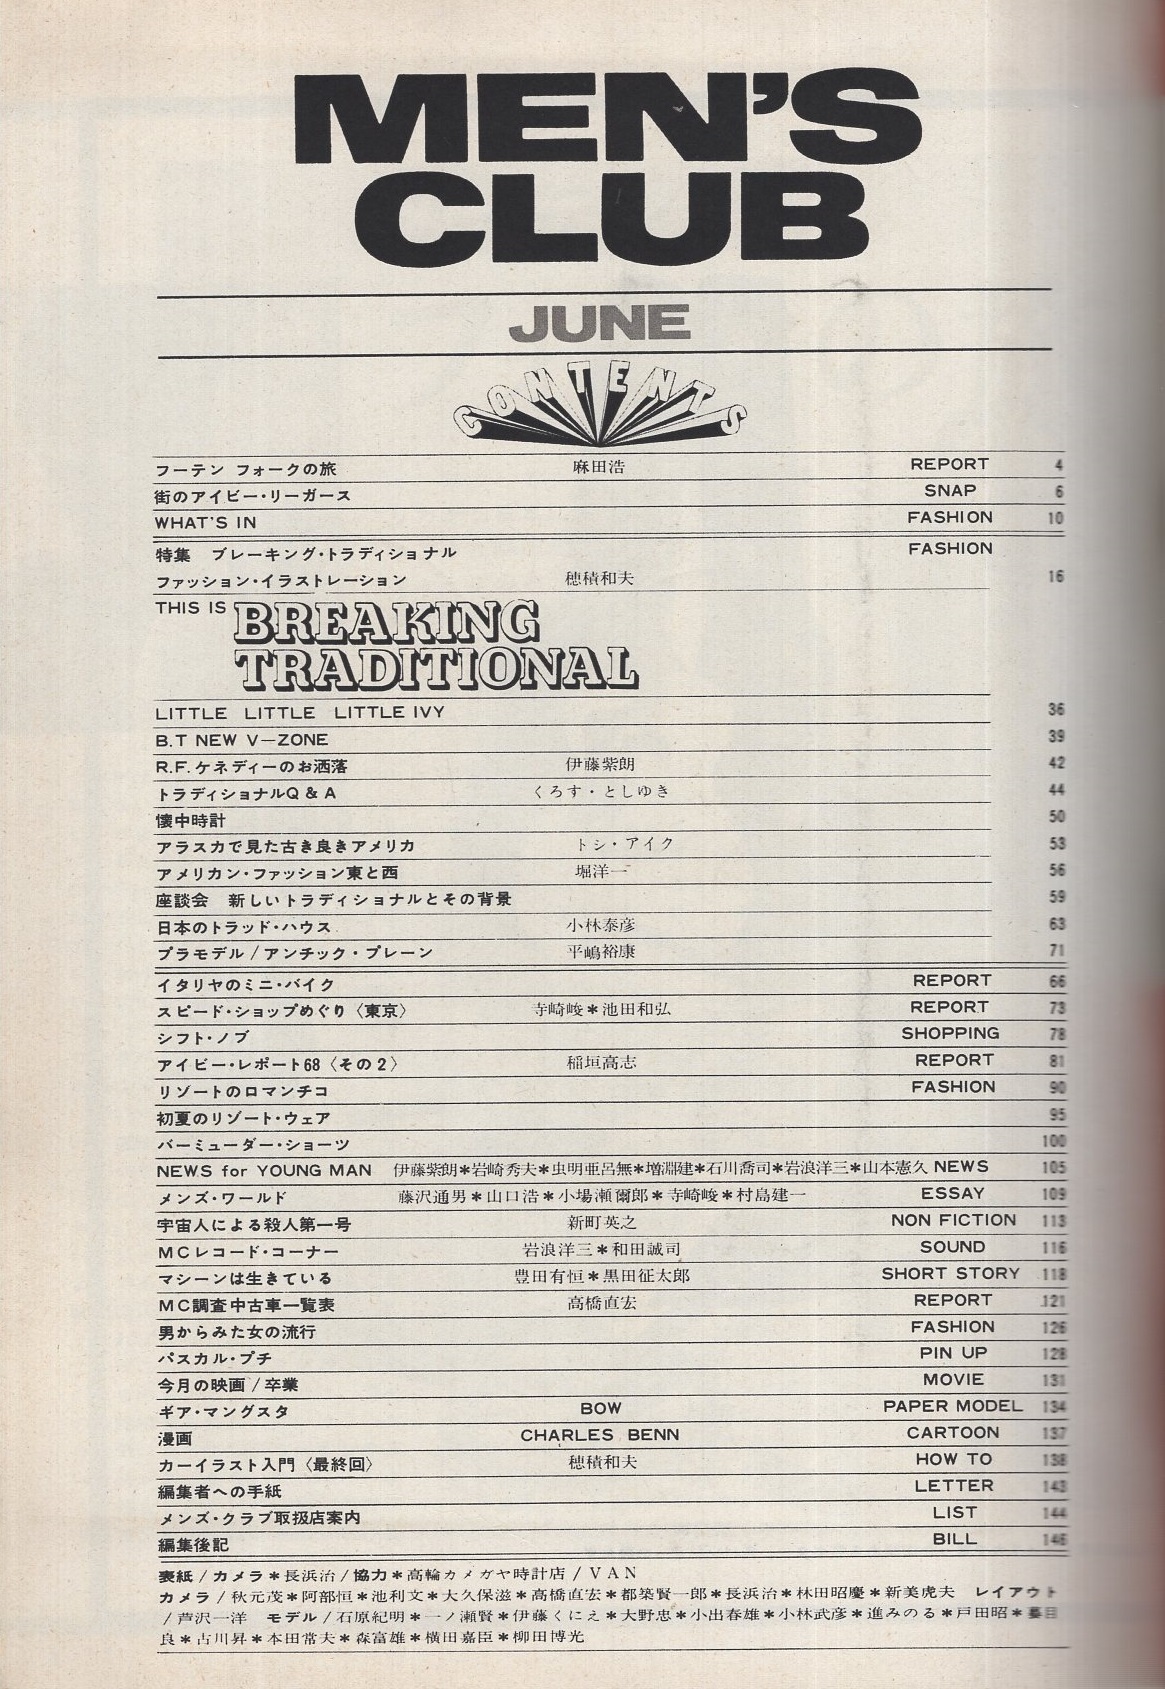 MEN'S
CLUB
JUNE
CONTENTS
フーテン フォークの旅 麻田浩 REPORT 4
街のアイビー・リーガース SNAP 6
WHAT'S IN FASHION 10
特集 ブレーキング・トラディショナル FASHION
ファッション・イラストレーション 穂積和夫 16
THIS IS BREAKING
TRADITIONAL
LITTLE LITTLE LITTLE IVY 36
B.T NEW V−ZONE 39
R.F.ケネディーのお洒落 伊藤紫朗 42
トラディショナルQ & A くろす・としゆき 44
懐中時計 50
アラスカで見た古き良きアメリカ トシ・アイク 53
アメリカン・ファッション東と西 堀洋一 56
座談会 新しいトラディショナルとその背景 59
日本のトラッド・ハウス 小林泰彦 63
プラモデル/アンチック・プレーン 平嶋裕康 71
イタリヤのミニ・バイク REPORT 66
スピード・ショップめぐり〈東京〉 寺崎峻＊池田和弘 REPORT 73
シフト・ノブ SHOPPING 78
アイビー・レポート68〈その2〉 稲垣高志 REPORT 81
リゾートのロマンチコ FASHION 90
初夏のリゾート・ウェア 95
バーミューダー・ショーツ 100
NEWS for YOUNG MAN 伊藤紫朗＊岩崎秀夫＊虫明亜呂無＊増淵健＊石川喬司＊岩浪洋三＊山本憲久 NEWS 105
メンズ・ワールド 藤沢通男＊山口浩＊小場瀬爾郎＊寺崎峻＊村島建一 ESSAY 109
宇宙人による殺人第一号 新町英之 NON FICTION 113
MCレコード・コーナー 岩浪洋三＊和田誠司 SOUND 116
マシーンは生きている 豊田有恒＊黒田征太郎 SHORT STORY 118
MC調査中古車一覧表 高橋直宏 REPORT 121
男からみた女の流行 FASHION 126
パスカル・プチ PIN UP 128
今月の映画/卒業 MOVIE 131
ギア・マングスタ BOW PAPER MODEL 134
漫画 CHARLES BENN CARTOON 137
カーイラスト入門〈最終回〉 穂積和夫 HOW TO 138
編集者への手紙 LETTER 143
メンズ・クラブ取扱店案内 LIST 144
編集後記 BILL 146
表紙/カメラ＊長浜治/協力＊高輪カメガヤ時計店/VAN
カメラ/秋元茂＊阿部恒＊池利文＊大久保滋＊高橋直宏＊都築賢一郎＊長浜治＊林田昭慶＊新美虎夫 レイアウト
/芦沢一洋 モデル/石原紀明＊一ノ瀬賢＊伊藤くにえ＊大野忠＊小出春雄＊小林武彦＊進みのる＊戸田昭＊
良＊古川昇＊本田常夫＊森富雄＊横田嘉臣＊柳田博光